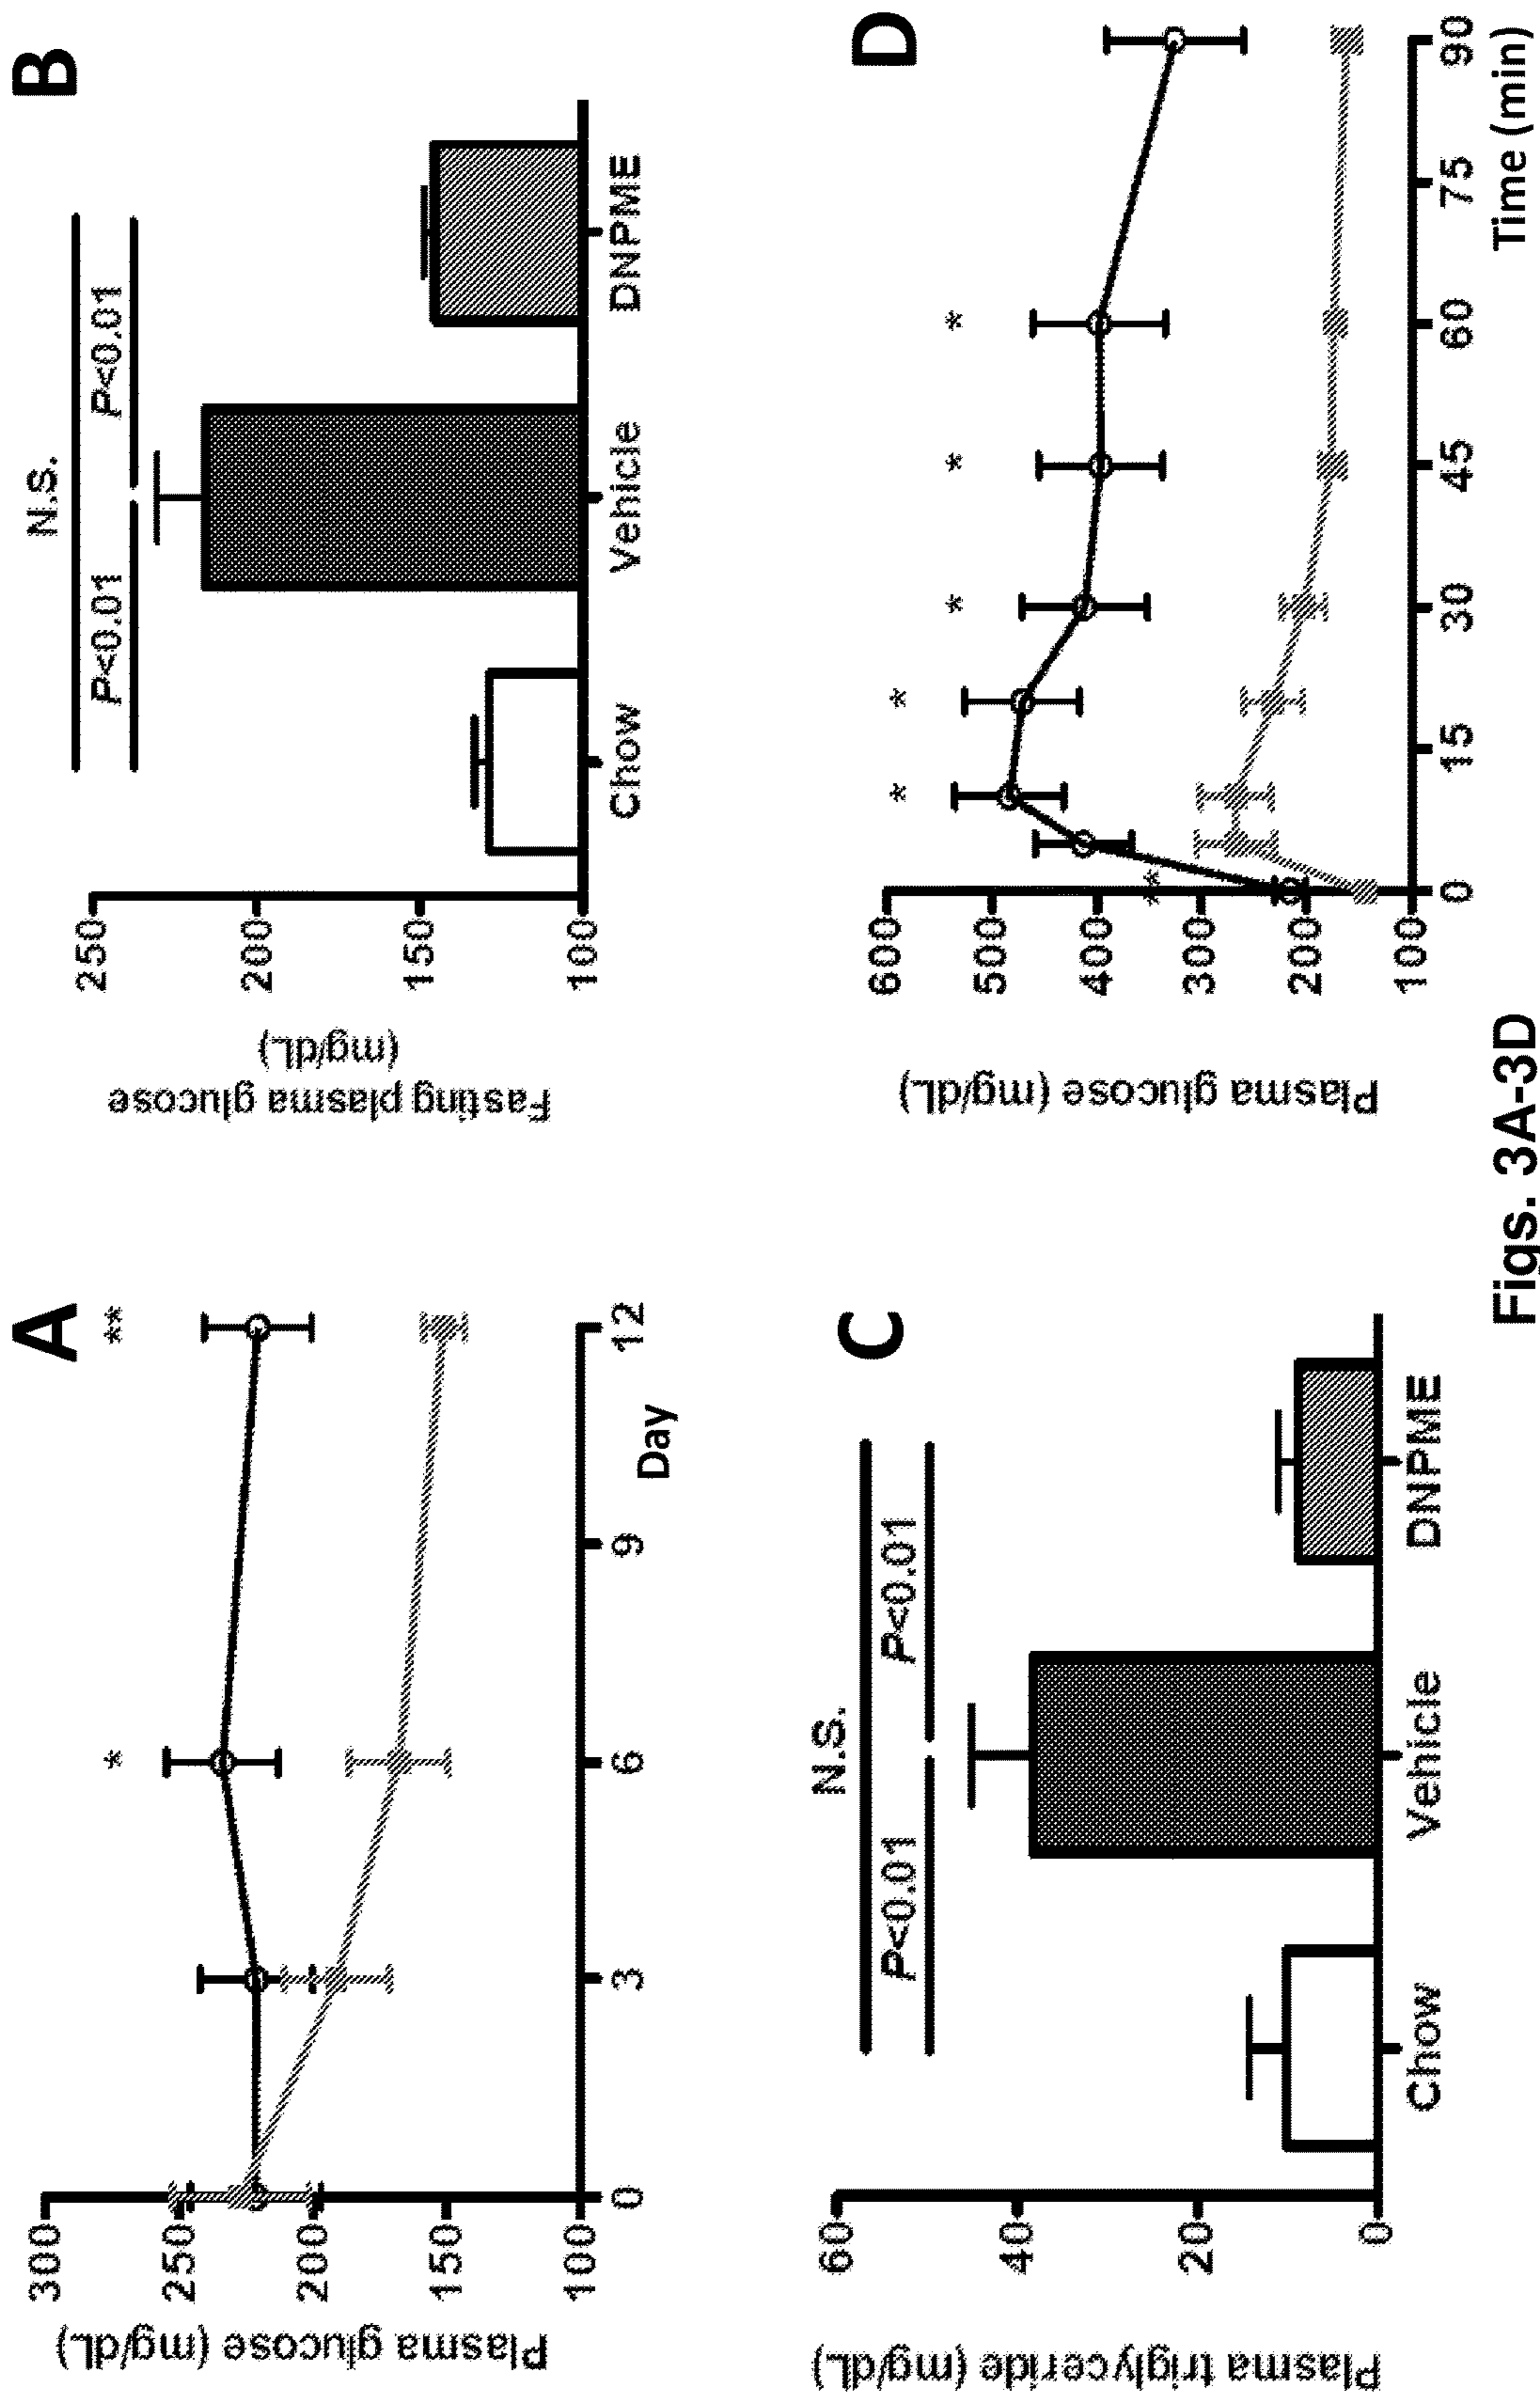 A
300
250
200
150
100
Plasma glucose (mg/dL)
*
**
0
3
6
9
12
Day
B
250
200
150
100
Fasting plasma glucose
(mg/dL)
N.S.
P<0.01
P<0.01
Chow
Vehicle
DNPME
C
60
40
20
0
Plasma triglyceride (mg/dL)
N.S.
P<0.01
P<0.01
Chow
Vehicle
DNPME
D
600
500
400
300
200
100
Plasma glucose (mg/dL)
**
*
*
*
*
*
0
15
30
45
60
75
90
Time (min)
Figs. 3A-3D